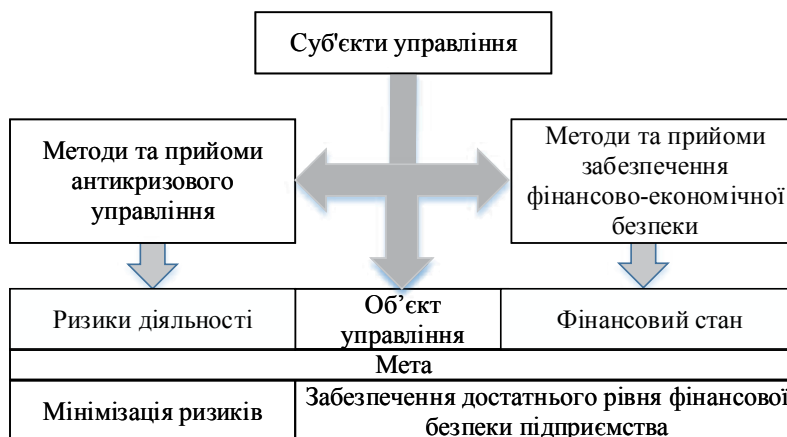 Суб'єкти управління
Методи та прийоми
антикризового
управління
Методи та прийоми
забезпечення
фінансово-економічної
безпеки
Ризики діяльності
Об’єкт
управління
Фінансовий стан
Мета
Мінімізація ризиків
Забезпечення достатнього рівня фінансової
безпеки підприємства